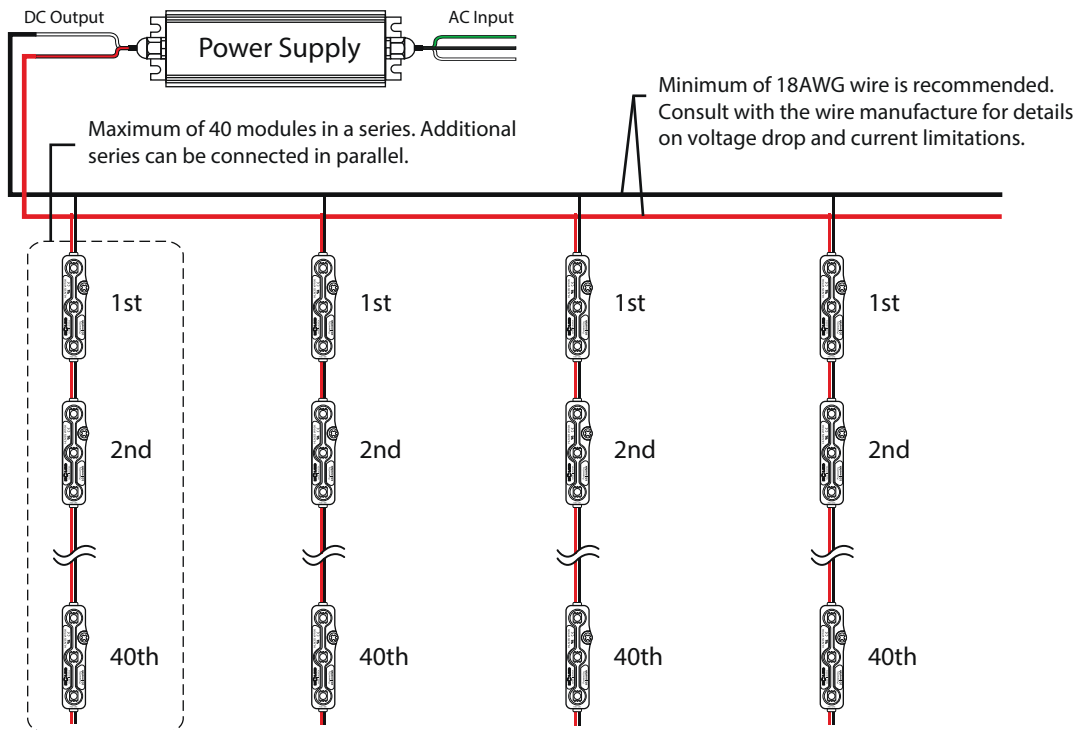 DC Output
AC Input
Power Supply
Minimum of 18AWG wire is recommended.
Consult with the wire manufacture for details
on voltage drop and current limitations.
Maximum of 40 modules in a series. Additional
series can be connected in parallel.
1st
1st
1st
1st
2nd
2nd
2nd
2nd
40th
40th
40th
40th